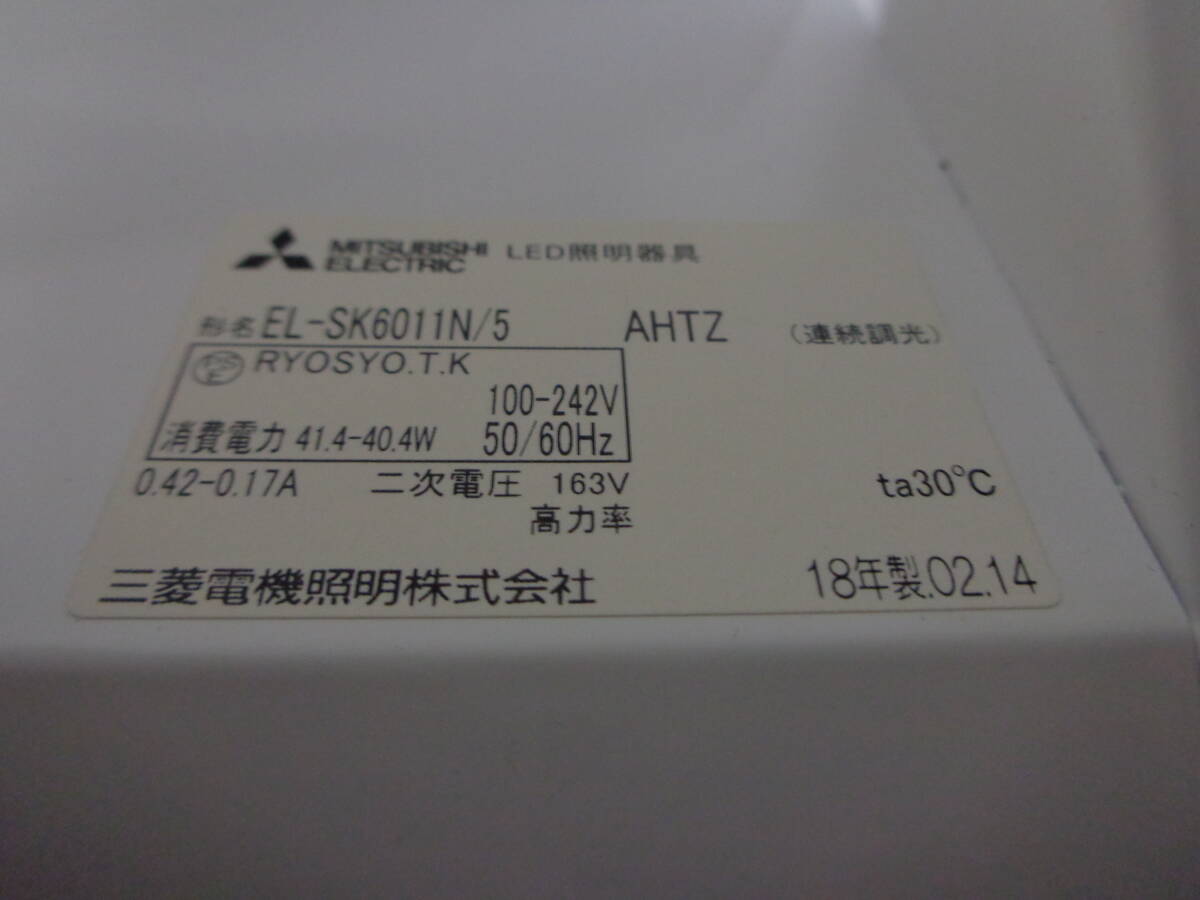 MITSUBISHI ELECTRIC LED照明器具
形名 EL-SK6011N/5 AHTZ (連続調光)
PS E RYOSYO.T.K
100-242V
消費電力 41.4-40.4W 50/60Hz
0.42-0.17A 二次電圧 163V ta30°C
高力率
三菱電機照明株式会社 18年製.02.14